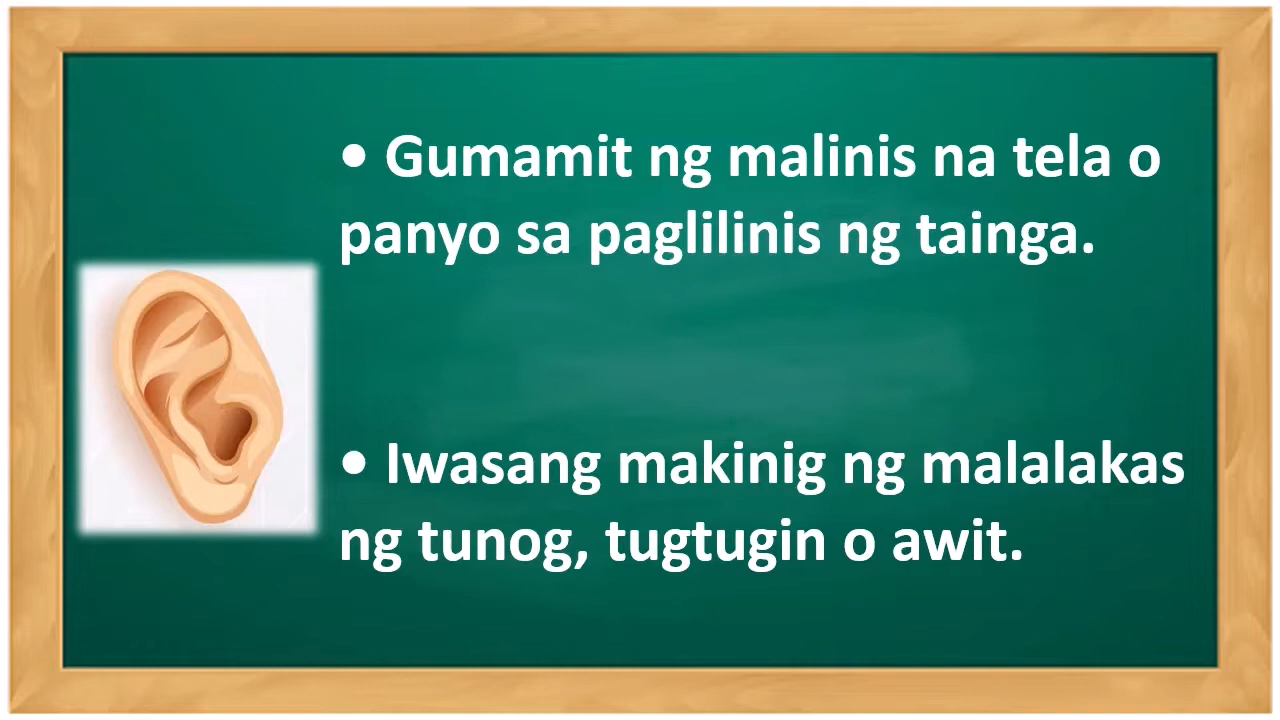 • Gumamit ng malinis na tela o
panyo sa paglilinis ng tainga.
• Iwasang makinig ng malalakas
ng tunog, tugtugin o awit.